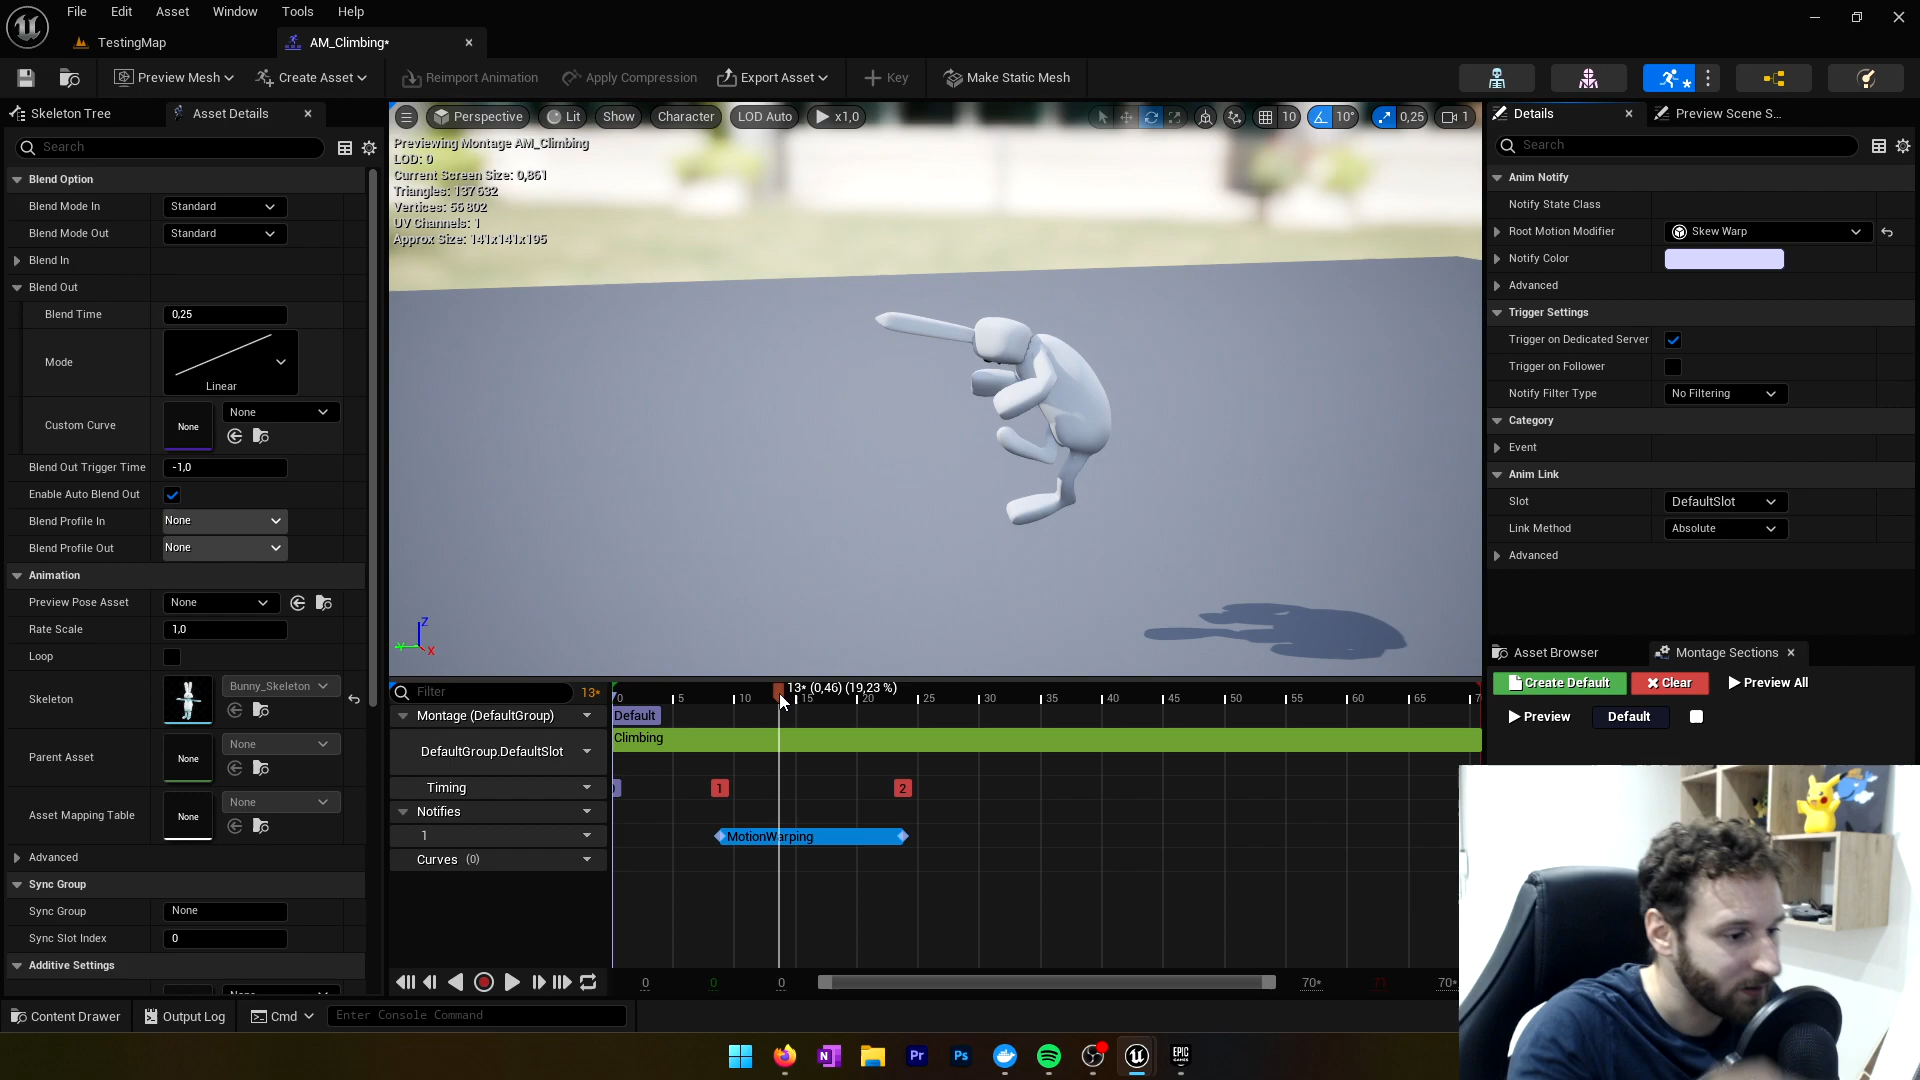 File Edit Asset Window Tools Help
TestingMap AM_Climbing*
Preview Mesh Create Asset Reimport Animation Apply Compression Export Asset Key Make Static Mesh
Skeleton Tree Asset Details
Search
Blend Option
Blend Mode In Standard
Blend Mode Out Standard
Blend In
Blend Out
Blend Time 0,25
Mode Linear
Custom Curve None None
Blend Out Trigger Time -1,0
Enable Auto Blend Out
Blend Profile In None
Blend Profile Out None
Animation
Preview Pose Asset None
Rate Scale 1,0
Loop
Skeleton Bunny_Skeleton
Parent Asset None None
Asset Mapping Table None None
Advanced
Sync Group
Sync Group None
Sync Slot Index 0
Additive Settings
Perspective Lit Show Character LOD Auto x1,0 10 10° 0,25 1
Previewing Montage AM_Climbing
LOD: 0
Current Screen Size: 0,861
Triangles: 137 632
Vertices: 56 802
UV Channels: 1
Approx Size: 141x141x195
Z
Y X
Filter 13* 13* (0,46) (19,23 %)
0 5 10 15 20 25 30 35 40 45 50 55 60 65
Montage (DefaultGroup) Default
Climbing
DefaultGroup.DefaultSlot
Timing 1 2
Notifies
1 MotionWarping
Curves (0)
0 0 0 70* 71 70*
Details Preview Scene S...
Search
Anim Notify
Notify State Class
Root Motion Modifier Skew Warp
Notify Color
Advanced
Trigger Settings
Trigger on Dedicated Server
Trigger on Follower
Notify Filter Type No Filtering
Category
Event
Anim Link
Slot DefaultSlot
Link Method Absolute
Advanced
Asset Browser Montage Sections
Create Default Clear Preview All
Preview Default
Content Drawer Output Log Cmd Enter Console Command
N Pr Ps EPIC GAMES